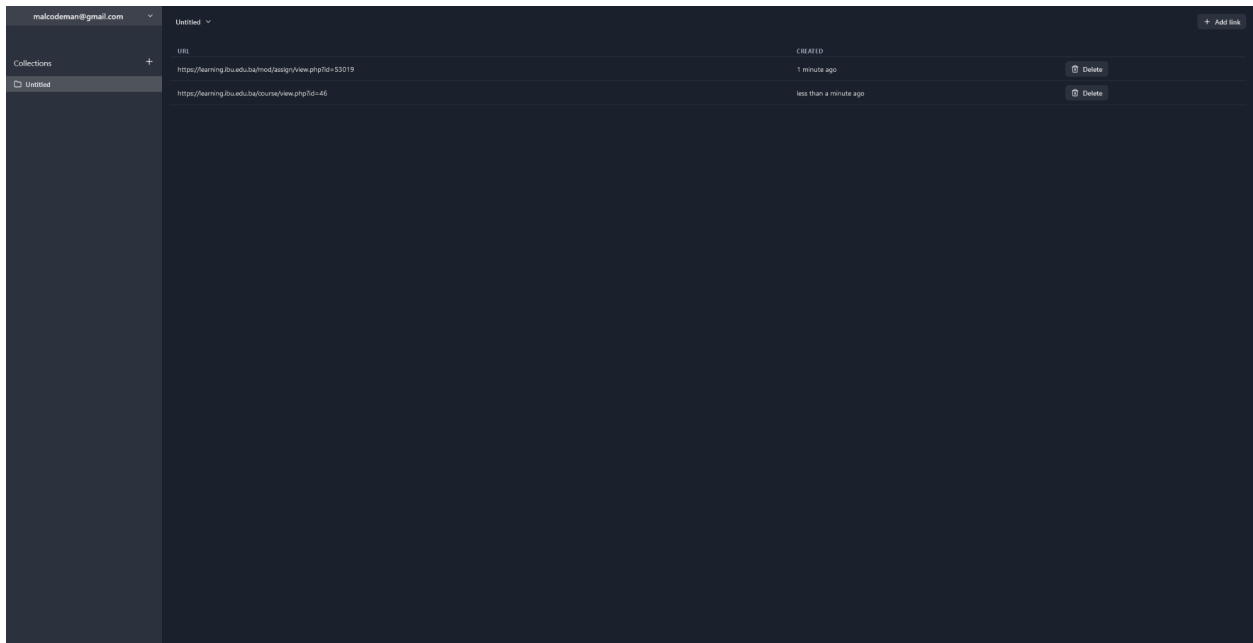 malcodeman@gmail.com
Collections
Untitled
Untitled
+ Add link
URL CREATED
https://learning.ibu.edu.ba/mod/assign/view.php?id=53019 1 minute ago Delete
https://learning.ibu.edu.ba/course/view.php?id=46 less than a minute ago Delete